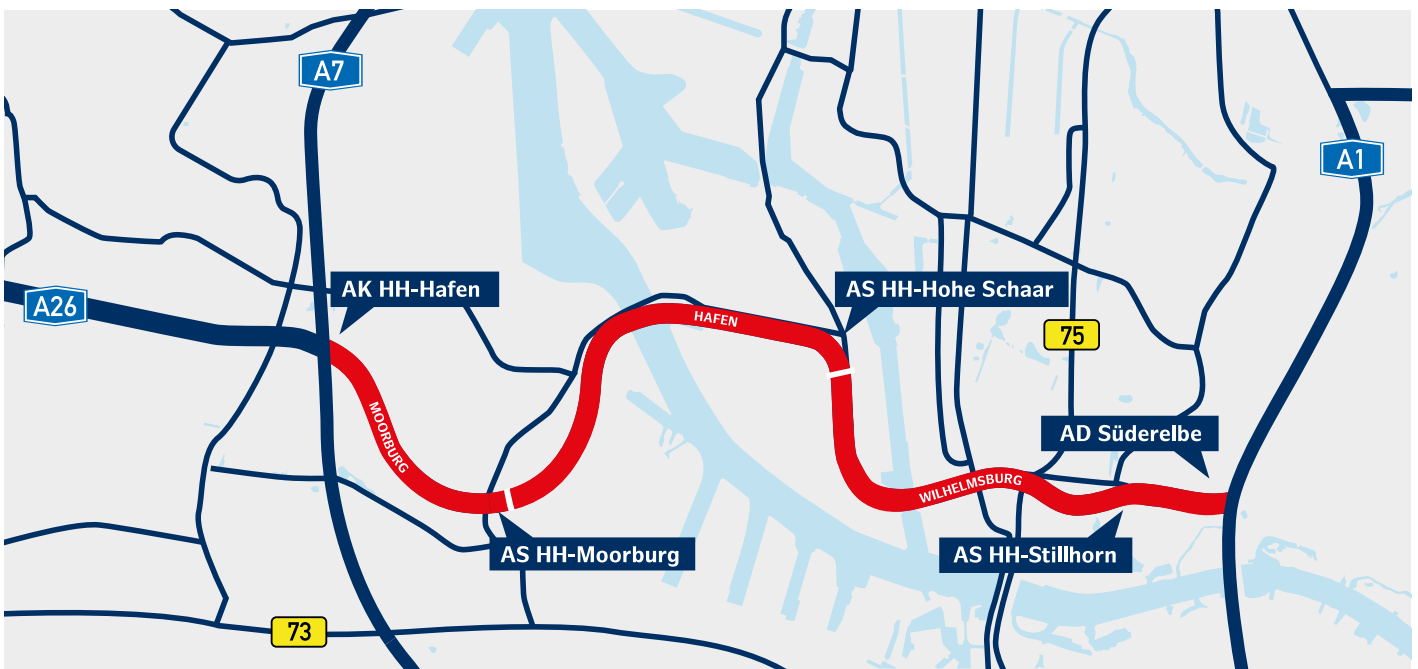 A7
A1
AK HH-Hafen
AS HH-Hohe Schaar
A26
HAFEN
75
MOORBURG
AD Süderelbe
WILHELMSBURG
AS HH-Moorburg
AS HH-Stillhorn
73